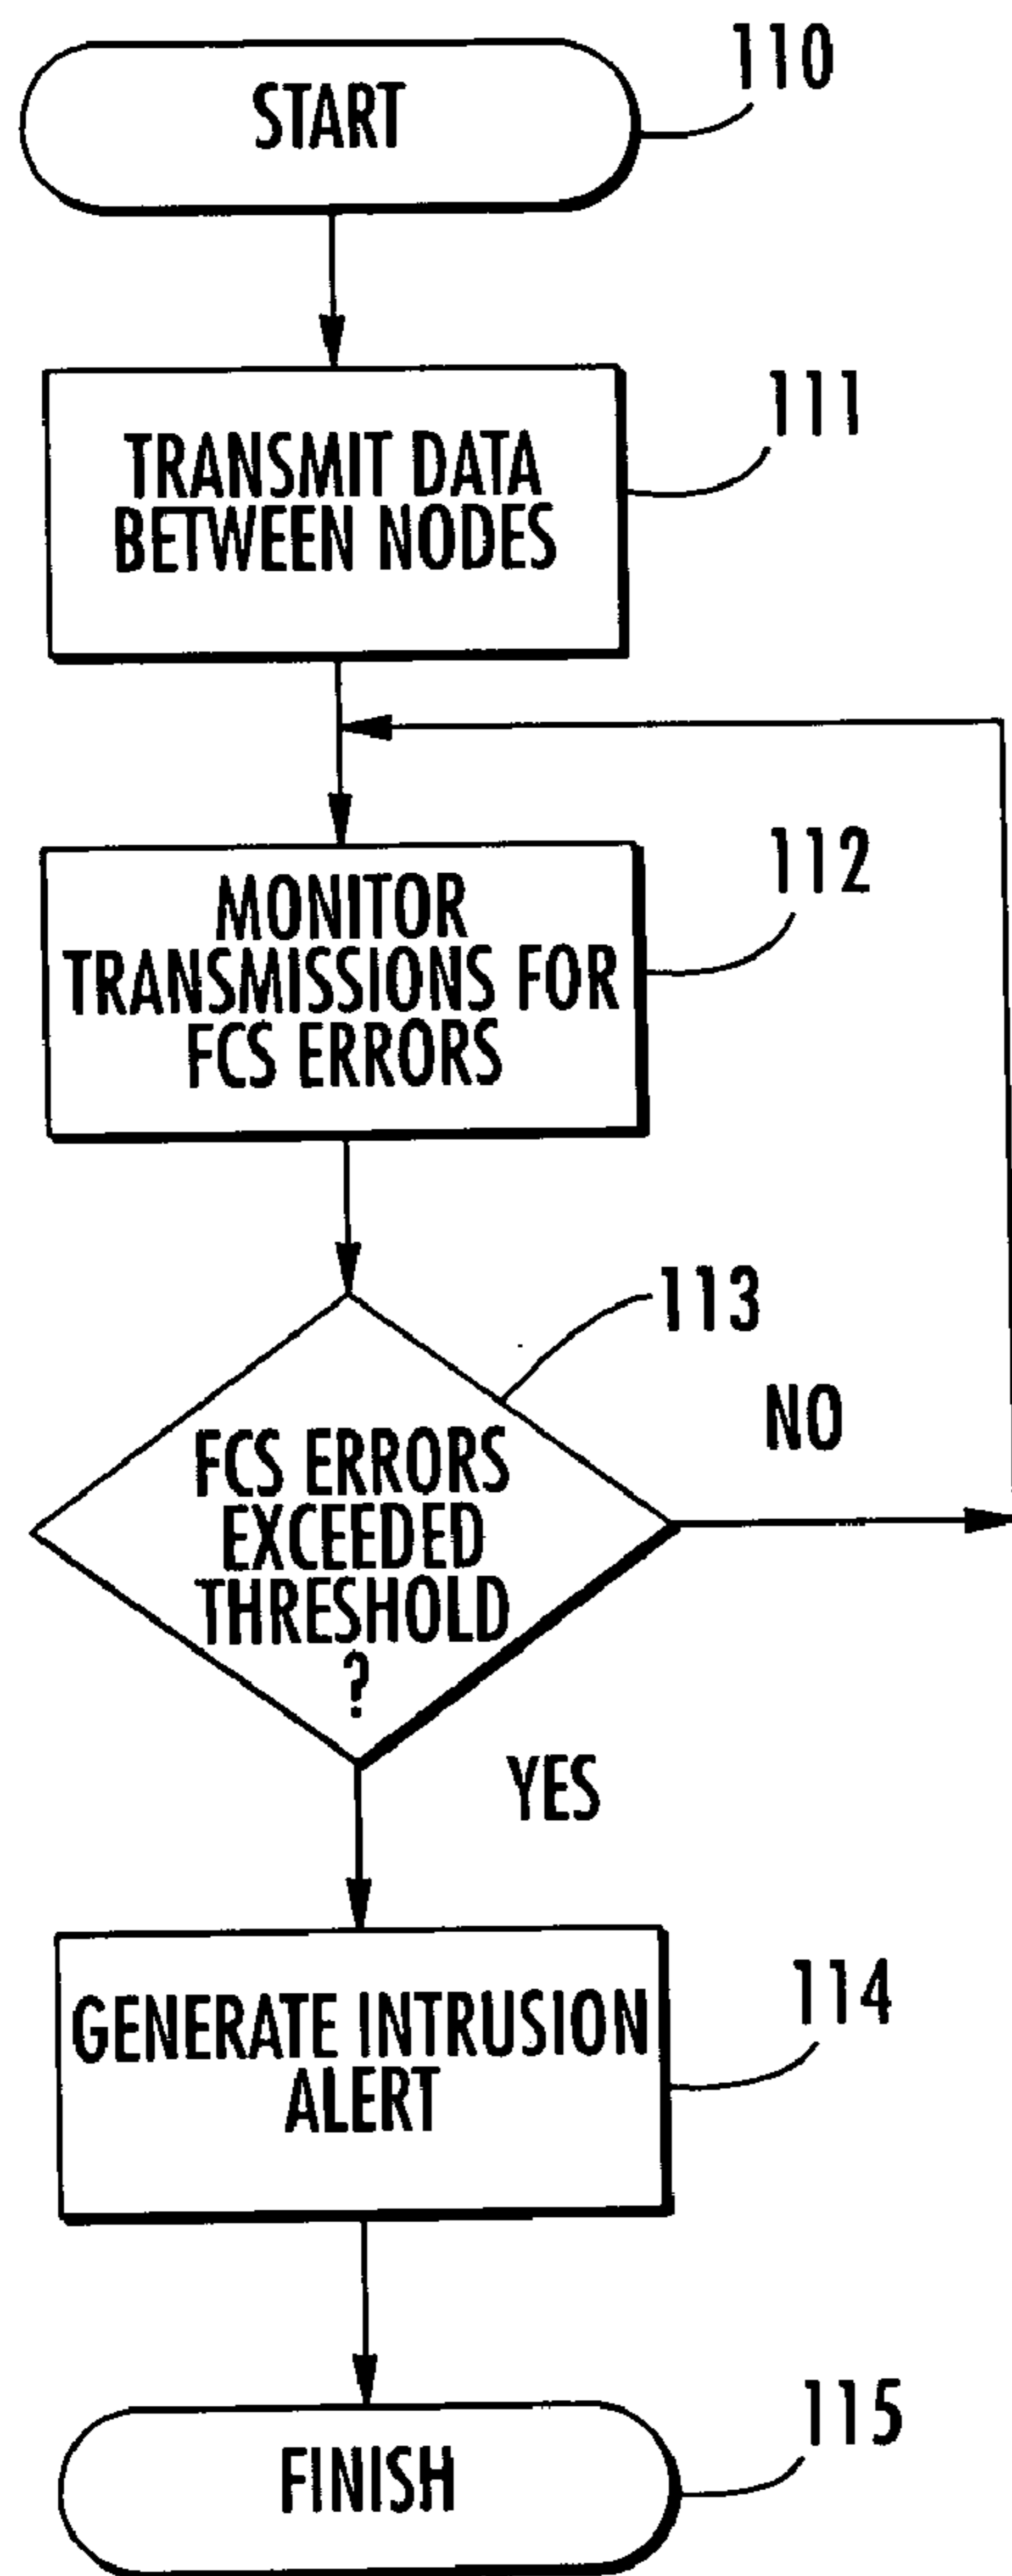 110
START
111
TRANSMIT DATA
BETWEEN NODES
112
MONITOR
TRANSMISSIONS FOR
FCS ERRORS
113
NO
FCS ERRORS
EXCEEDED
THRESHOLD
?
YES
114
GENERATE INTRUSION
ALERT
115
FINISH